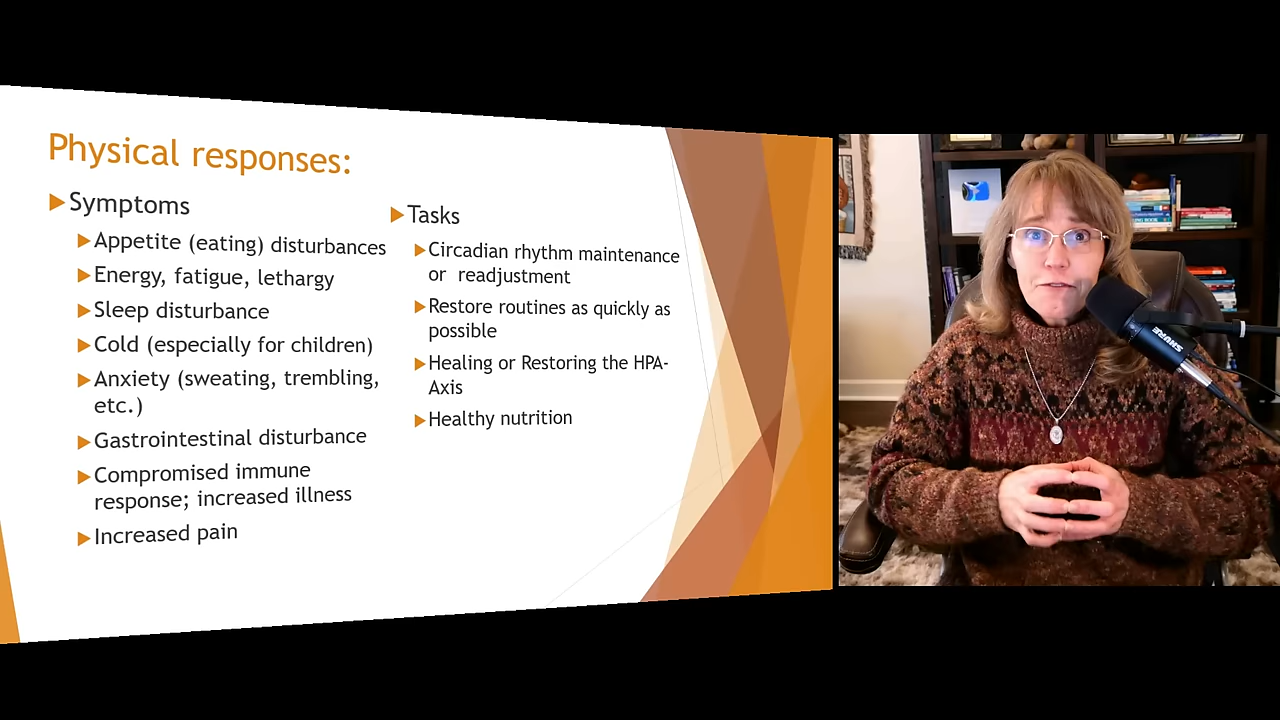 Physical responses:
Symptoms
Appetite (eating) disturbances
Energy, fatigue, lethargy
Sleep disturbance
Cold (especially for children)
Anxiety (sweating, trembling,
etc.)
Gastrointestinal disturbance
Compromised immune
response; increased illness
Increased pain
Tasks
Circadian rhythm maintenance
or readjustment
Restore routines as quickly as
possible
Healing or Restoring the HPA-
Axis
Healthy nutrition
SHURE